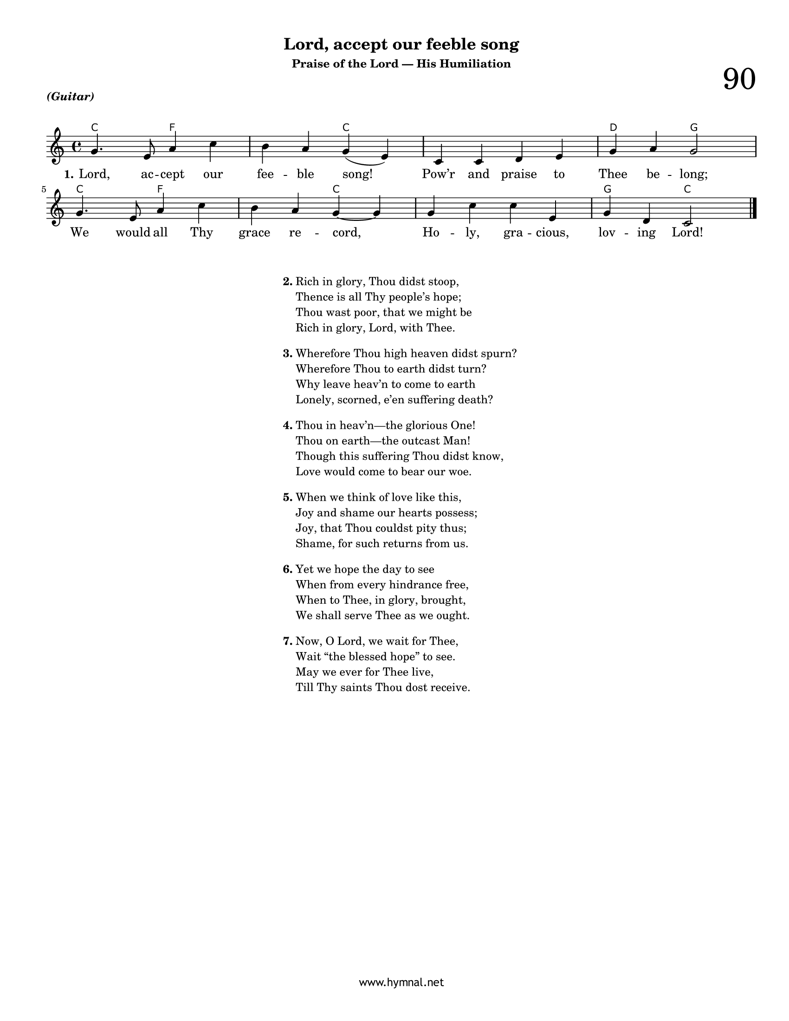 Lord, accept our feeble song
Praise of the Lord — His Humiliation
90
(Guitar)
C F C D G
1. Lord, ac-cept our fee - ble song! Pow'r and praise to Thee be - long;
5
C F C G C
We would all Thy grace re - cord, Ho - ly, gra - cious, lov - ing Lord!
2. Rich in glory, Thou didst stoop,
Thence is all Thy people's hope;
Thou wast poor, that we might be
Rich in glory, Lord, with Thee.
3. Wherefore Thou high heaven didst spurn?
Wherefore Thou to earth didst turn?
Why leave heav'n to come to earth
Lonely, scorned, e'en suffering death?
4. Thou in heav'n—the glorious One!
Thou on earth—the outcast Man!
Though this suffering Thou didst know,
Love would come to bear our woe.
5. When we think of love like this,
Joy and shame our hearts possess;
Joy, that Thou couldst pity thus;
Shame, for such returns from us.
6. Yet we hope the day to see
When from every hindrance free,
When to Thee, in glory, brought,
We shall serve Thee as we ought.
7. Now, O Lord, we wait for Thee,
Wait “the blessed hope” to see.
May we ever for Thee live,
Till Thy saints Thou dost receive.
www.hymnal.net